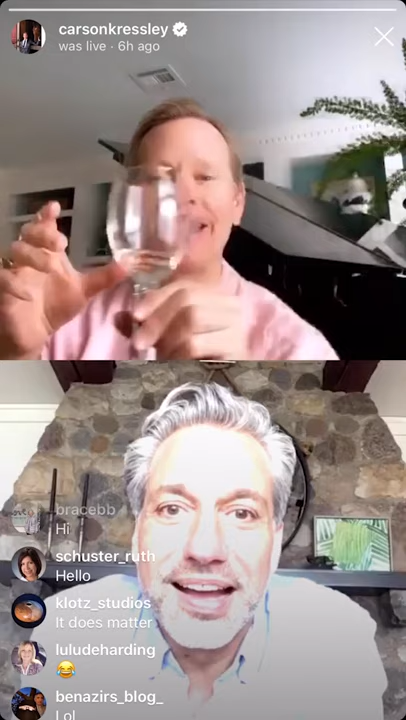 carsonkressley
was live · 6h ago
bracebb
Hi
schuster_ruth
Hello
klotz_studios
It does matter
luludeharding
😂
benazirs_blog_
Lol